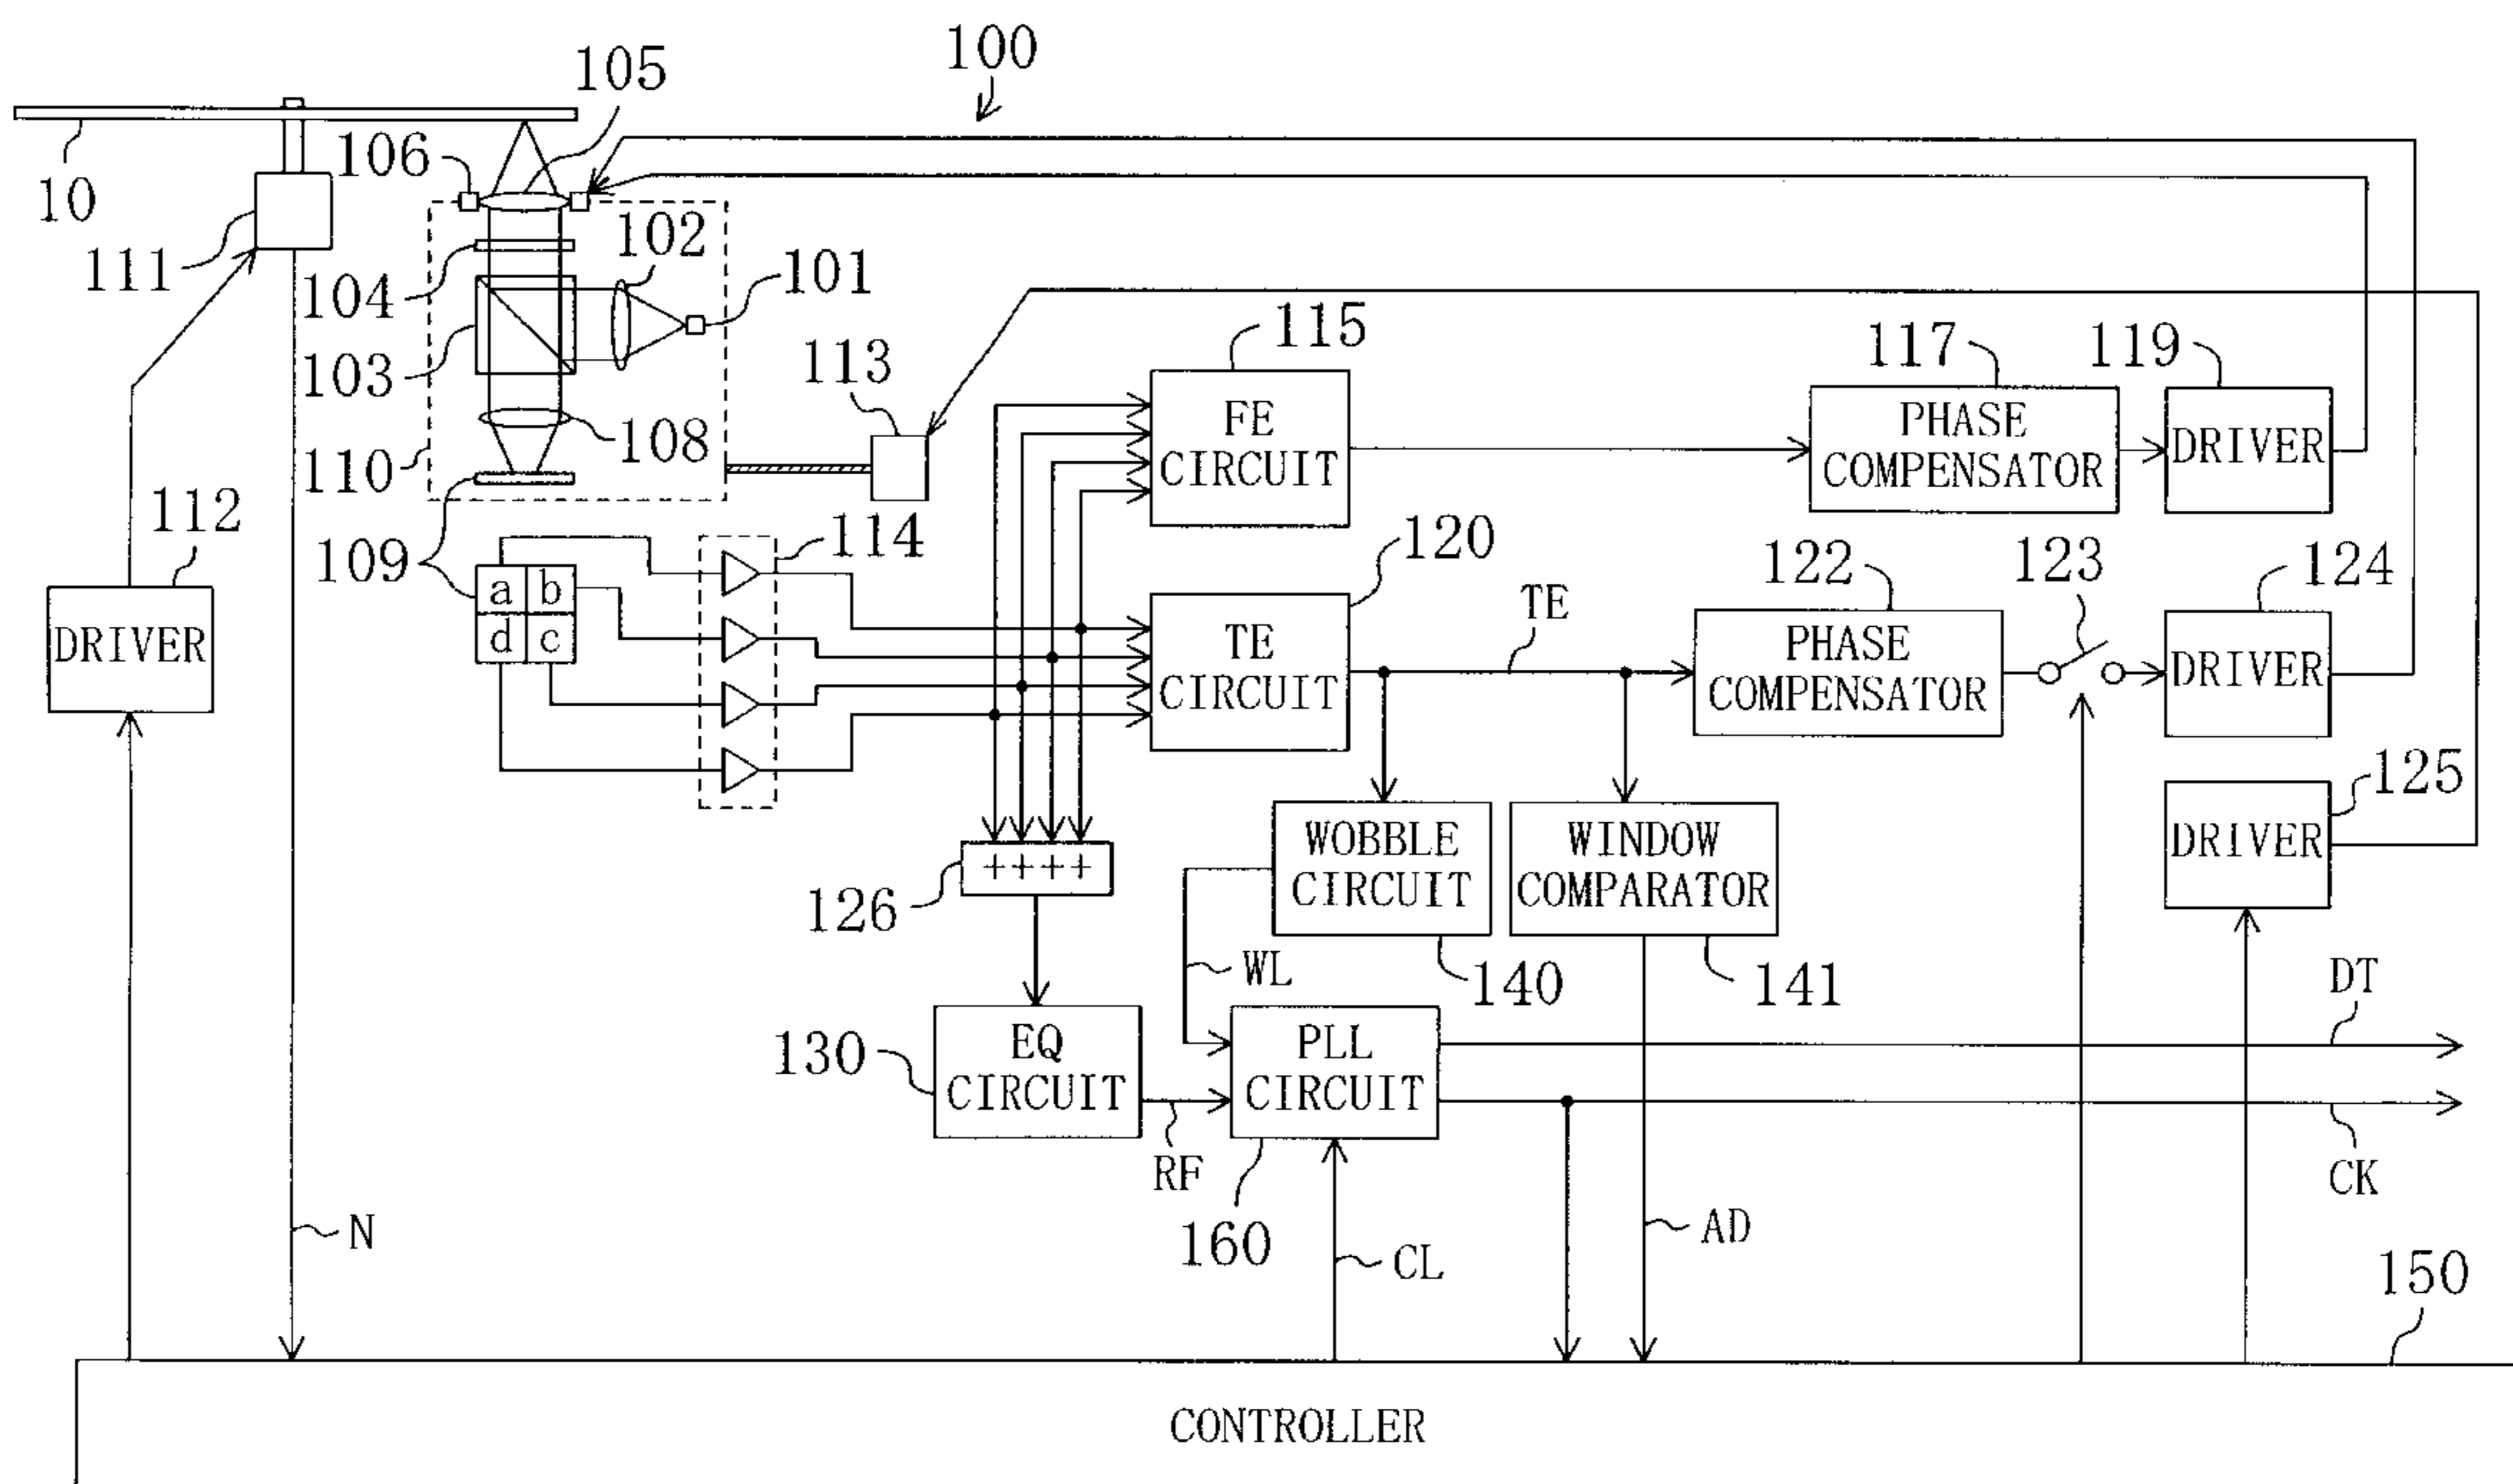 100
105
106
10
102
111
101
104
115
117
119
103
113
FE
CIRCUIT
PHASE
COMPENSATOR
DRIVER
108
110
112
114
120
109
122
123
124
a b
d c
TE
DRIVER
TE
CIRCUIT
PHASE
COMPENSATOR
DRIVER
125
WOBBLE
CIRCUIT
WINDOW
COMPARATOR
DRIVER
++++
126
WL
140
141
DT
130
EQ
CIRCUIT
PLL
CIRCUIT
RF
CK
N
160
AD
CL
150
CONTROLLER